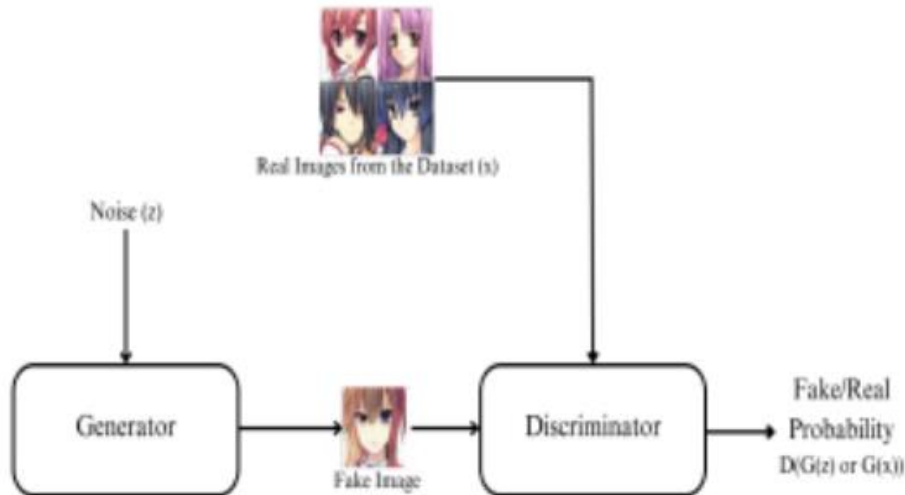 Real Images from the Dataset (x)
Noise (z)
Generator
Fake Image
Discriminator
Fake/Real
Probability
D(G(z) or G(x))